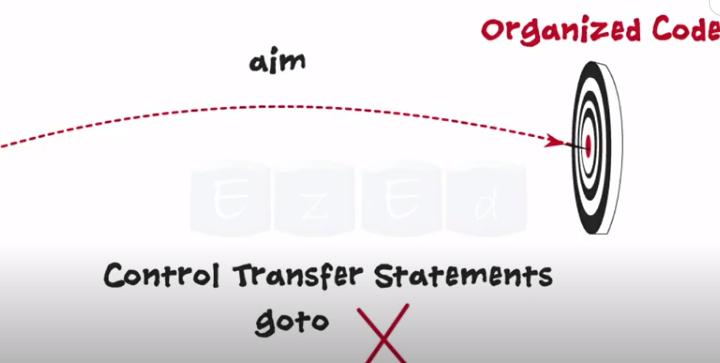 Organized Code
aim
EzEd
Control Transfer Statements
goto